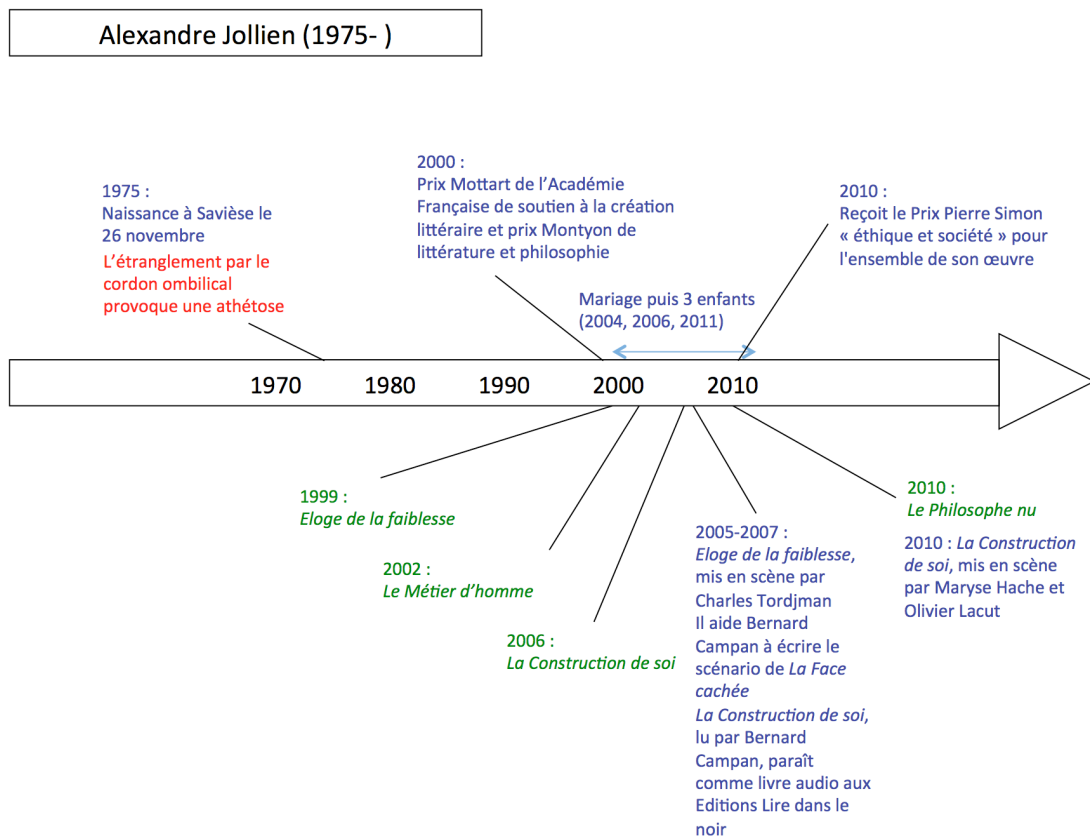 Alexandre Jollien (1975- )
1975 :
Naissance à Savièse le
26 novembre
L'étranglement par le
cordon ombilical
provoque une athétose
2000 :
Prix Mottart de l'Académie
Française de soutien à la création
littéraire et prix Montyon de
littérature et philosophie
Mariage puis 3 enfants
(2004, 2006, 2011)
2010 :
Reçoit le Prix Pierre Simon
« éthique et société » pour
l'ensemble de son œuvre
1970 1980 1990 2000 2010
1999 :
Eloge de la faiblesse
2002 :
Le Métier d'homme
2006 :
La Construction de soi
2005-2007 :
Eloge de la faiblesse,
mis en scène par
Charles Tordjman
Il aide Bernard
Campan à écrire le
scénario de La Face
cachée
La Construction de soi,
lu par Bernard
Campan, paraît
comme livre audio aux
Editions Lire dans le
noir
2010 :
Le Philosophe nu
2010 : La Construction
de soi, mis en scène
par Maryse Hache et
Olivier Lacut